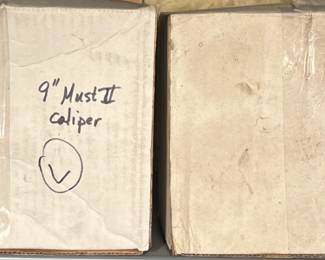 9" Must II
caliper
L